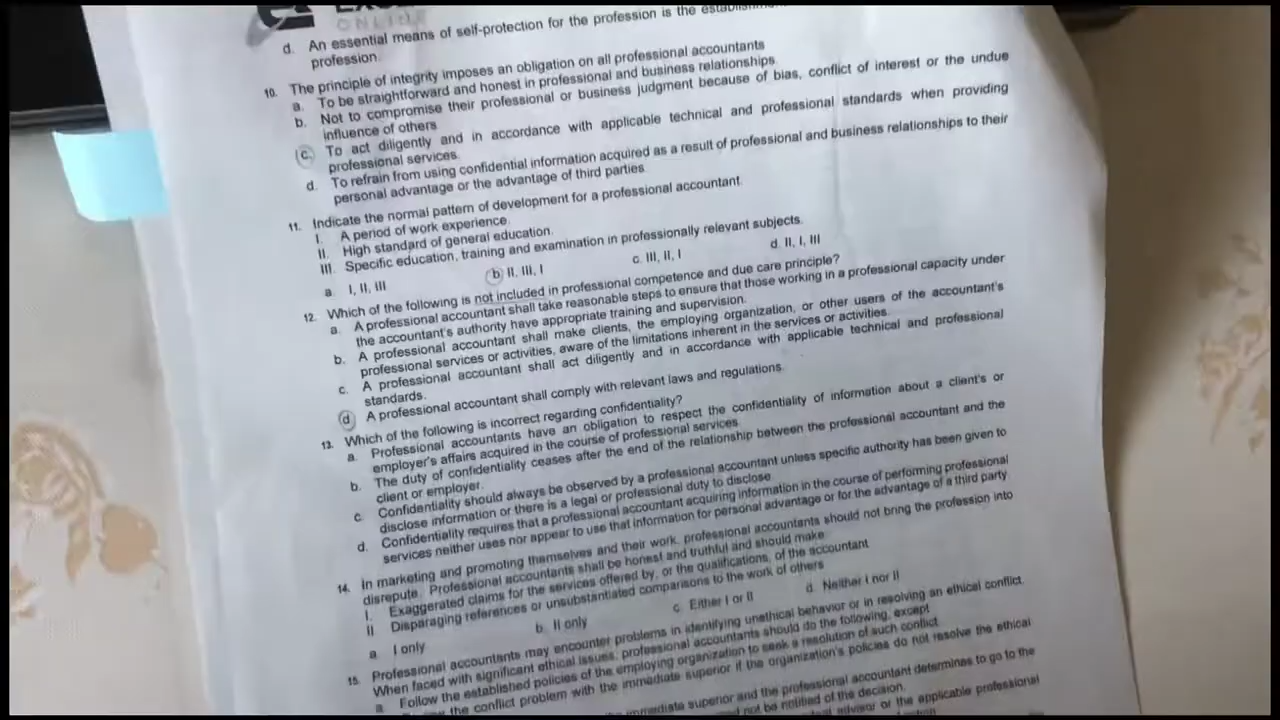 ONLINE
d. An essential means of self-protection for the profession is the
profession.
10. The principle of integrity imposes an obligation on all professional accountants
a. To be straightforward and honest in professional and business relationships.
b. Not to compromise their professional or business judgment because of bias, conflict of interest or the undue
influence of others
c. To act diligently and in accordance with applicable technical and professional standards when providing
professional services.
d. To refrain from using confidential information acquired as a result of professional and business relationships to their
personal advantage or the advantage of third parties.
11. Indicate the normal pattern of development for a professional accountant
I. A period of work experience.
II. High standard of general education.
III. Specific education, training and examination in professionally relevant subjects.
a. I, II, III b. II, III, I c. III, II, I d. II, I, III
12. Which of the following is not included in professional competence and due care principle?
a. A professional accountant shall take reasonable steps to ensure that those working in a professional capacity under
the accountant's authority have appropriate training and supervision.
b. A professional accountant shall make clients, the employing organization, or other users of the accountant's
professional services or activities, aware of the limitations inherent in the services or activities.
c. A professional accountant shall act diligently and in accordance with applicable technical and professional
standards.
d. A professional accountant shall comply with relevant laws and regulations.
13. Which of the following is incorrect regarding confidentiality?
a. Professional accountants have an obligation to respect the confidentiality of information about a client's or
employer's affairs acquired in the course of professional services.
b. The duty of confidentiality ceases after the end of the relationship between the professional accountant and the
client or employer.
c. Confidentiality should always be observed by a professional accountant unless specific authority has been given to
disclose information or there is a legal or professional duty to disclose.
d. Confidentiality requires that a professional accountant acquiring information in the course of performing professional
services neither uses nor appear to use that information for personal advantage or for the advantage of a third party
14. In marketing and promoting themselves and their work, professional accountants should not bring the profession into
disrepute. Professional accountants shall be honest and truthful and should make
I. Exaggerated claims for the services offered by, or the qualifications, of the accountant
II Disparaging references or unsubstantiated comparisons to the work of others
a. I only b. II only c. Either I or II d. Neither I nor II
15. Professional accountants may encounter problems in identifying unethical behavior or in resolving an ethical conflict.
When faced with significant ethical issues, professional accountants should do the following, except
a. Follow the established policies of the employing organization to seek a resolution of such conflict
the conflict problem with the immediate superior if the organization's policies do not resolve the ethical
immediate superior and the professional accountant determines to go to the
not be notified of the decision.
advisor or the applicable professional